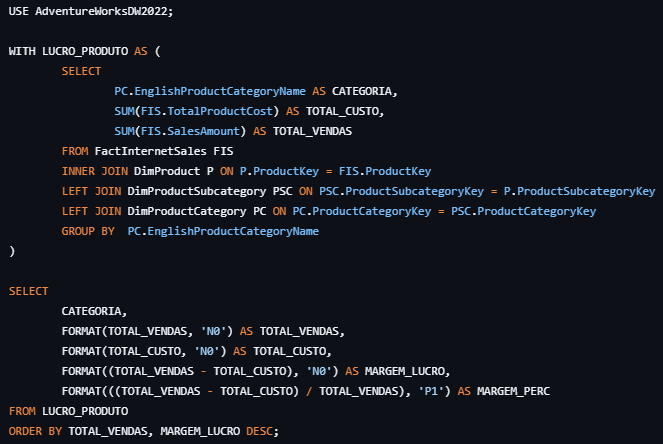 USE AdventureWorksDW2022;
WITH LUCRO_PRODUTO AS (
SELECT
PC.EnglishProductCategoryName AS CATEGORIA,
SUM(FIS.TotalProductCost) AS TOTAL_CUSTO,
SUM(FIS.SalesAmount) AS TOTAL_VENDAS
FROM FactInternetSales FIS
INNER JOIN DimProduct P ON P.ProductKey = FIS.ProductKey
LEFT JOIN DimProductSubcategory PSC ON PSC.ProductSubcategoryKey = P.ProductSubcategoryKey
LEFT JOIN DimProductCategory PC ON PC.ProductCategoryKey = PSC.ProductCategoryKey
GROUP BY  PC.EnglishProductCategoryName
)
SELECT
CATEGORIA,
FORMAT(TOTAL_VENDAS, 'N0') AS TOTAL_VENDAS,
FORMAT(TOTAL_CUSTO, 'N0') AS TOTAL_CUSTO,
FORMAT((TOTAL_VENDAS - TOTAL_CUSTO), 'N0') AS MARGEM_LUCRO,
FORMAT(((TOTAL_VENDAS - TOTAL_CUSTO) / TOTAL_VENDAS), 'P1') AS MARGEM_PERC
FROM LUCRO_PRODUTO
ORDER BY TOTAL_VENDAS, MARGEM_LUCRO DESC;